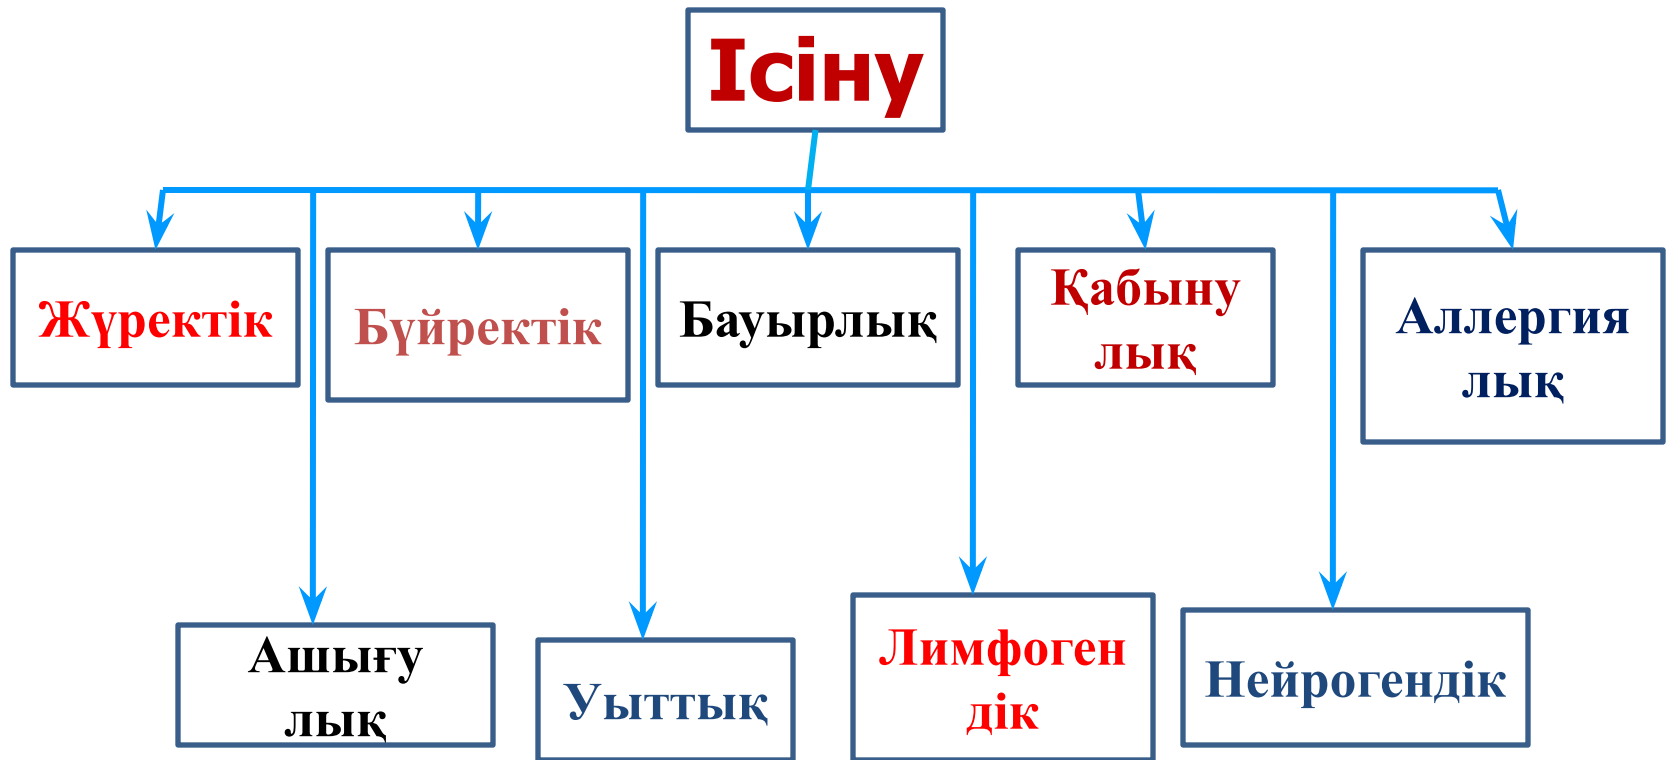 Ісіну
Жүректік
Бүйректік
Бауырлық
Қабыну
лық
Аллергия
лық
Ашығу
лық
Уыттық
Лимфоген
дік
Нейрогендік